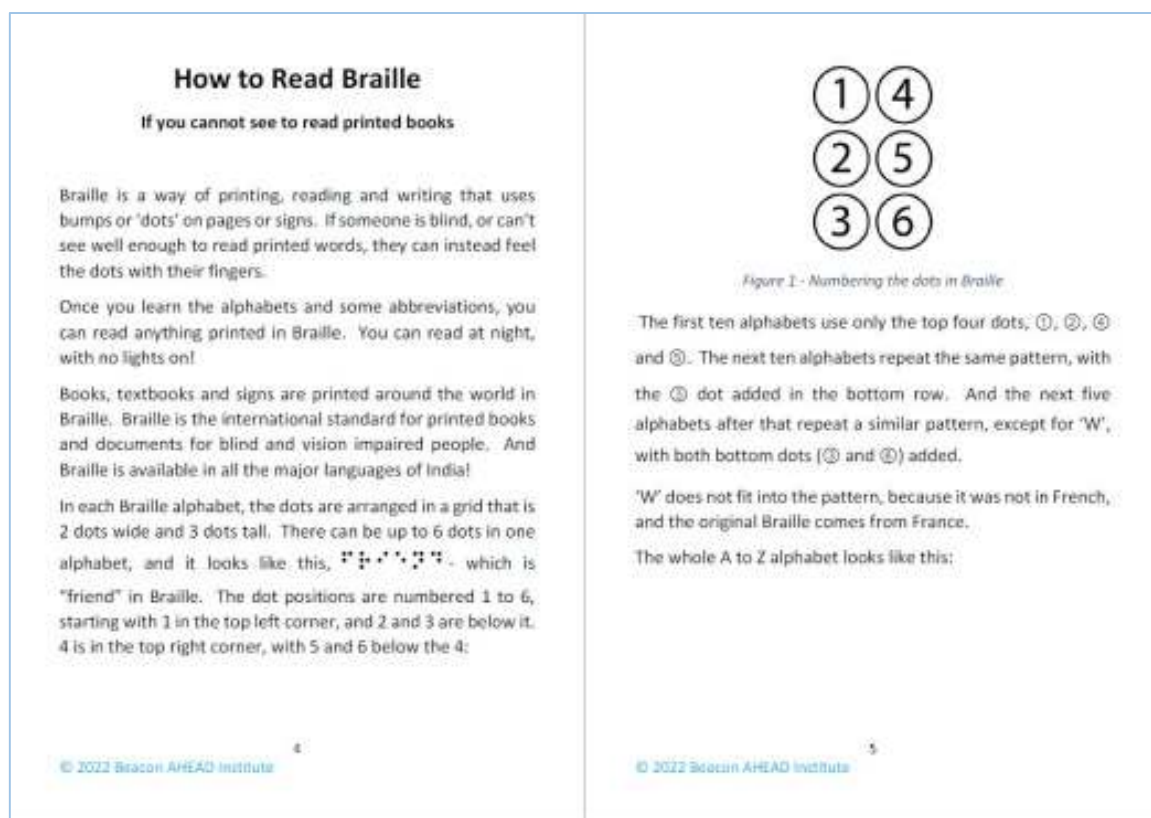 How to Read Braille
If you cannot see to read printed books
Braille is a way of printing, reading and writing that uses
bumps or 'dots' on pages or signs. If someone is blind, or can't
see well enough to read printed words, they can instead feel
the dots with their fingers.
Once you learn the alphabets and some abbreviations, you
can read anything printed in Braille. You can read at night,
with no lights on!
Books, textbooks and signs are printed around the world in
Braille. Braille is the international standard for printed books
and documents for blind and vision impaired people. And
Braille is available in all the major languages of India!
In each Braille alphabet, the dots are arranged in a grid that is
2 dots wide and 3 dots tall. There can be up to 6 dots in one
alphabet, and it looks like this, ⠋⠗⠊⠑⠝⠙ - which is
"friend" in Braille. The dot positions are numbered 1 to 6,
starting with 1 in the top left corner, and 2 and 3 are below it.
4 is in the top right corner, with 5 and 6 below the 4:
4
© 2022 Beacon AHEAD Institute
1 4
2 5
3 6
Figure 1 - Numbering the dots in Braille
The first ten alphabets use only the top four dots, ①, ②, ④
and ⑤. The next ten alphabets repeat the same pattern, with
the ③ dot added in the bottom row. And the next five
alphabets after that repeat a similar pattern, except for 'W',
with both bottom dots (③ and ⑥) added.
'W' does not fit into the pattern, because it was not in French,
and the original Braille comes from France.
The whole A to Z alphabet looks like this:
5
© 2022 Beacon AHEAD Institute